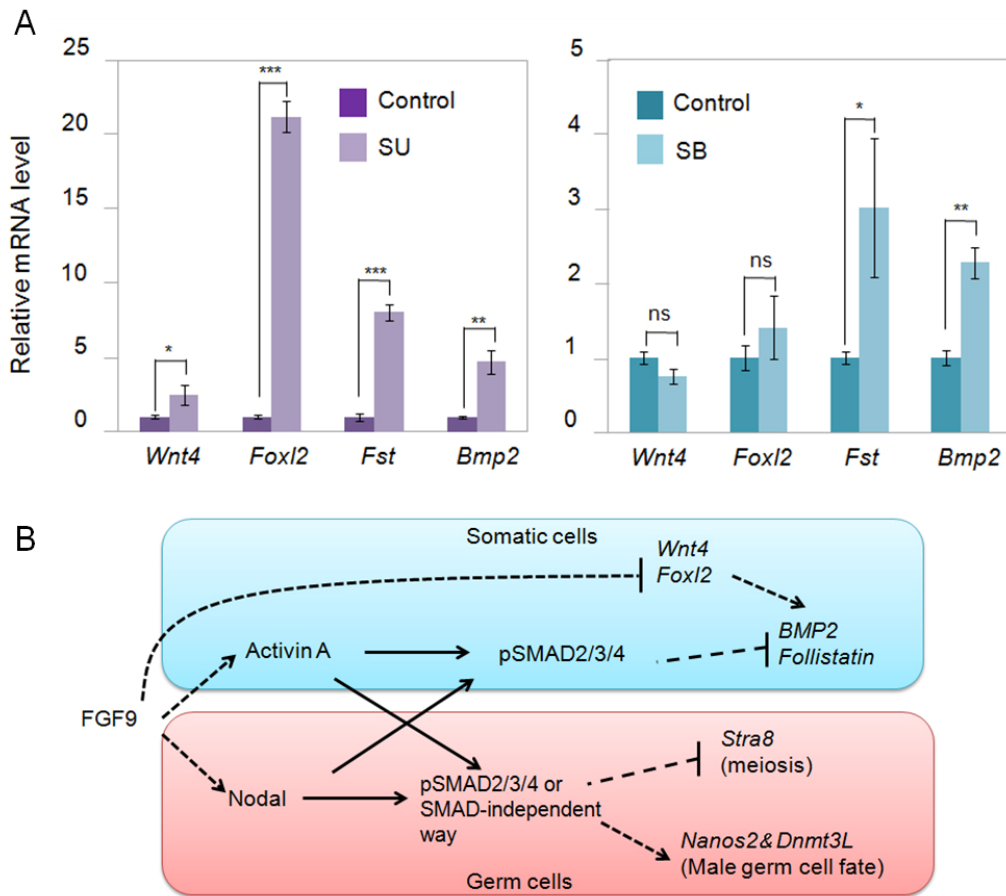 A
Relative mRNA level
25
20
15
10
5
0
Control
SU
*
***
***
**
Wnt4 Foxl2 Fst Bmp2
5
4
3
2
1
0
Control
SB
ns
ns
*
**
Wnt4 Foxl2 Fst Bmp2
B
Somatic cells
Wnt4
Foxl2
Activin A
pSMAD2/3/4
BMP2
Follistatin
FGF9
Nodal
pSMAD2/3/4 or
SMAD-independent
way
Stra8
(meiosis)
Nanos2 & Dnmt3L
(Male germ cell fate)
Germ cells